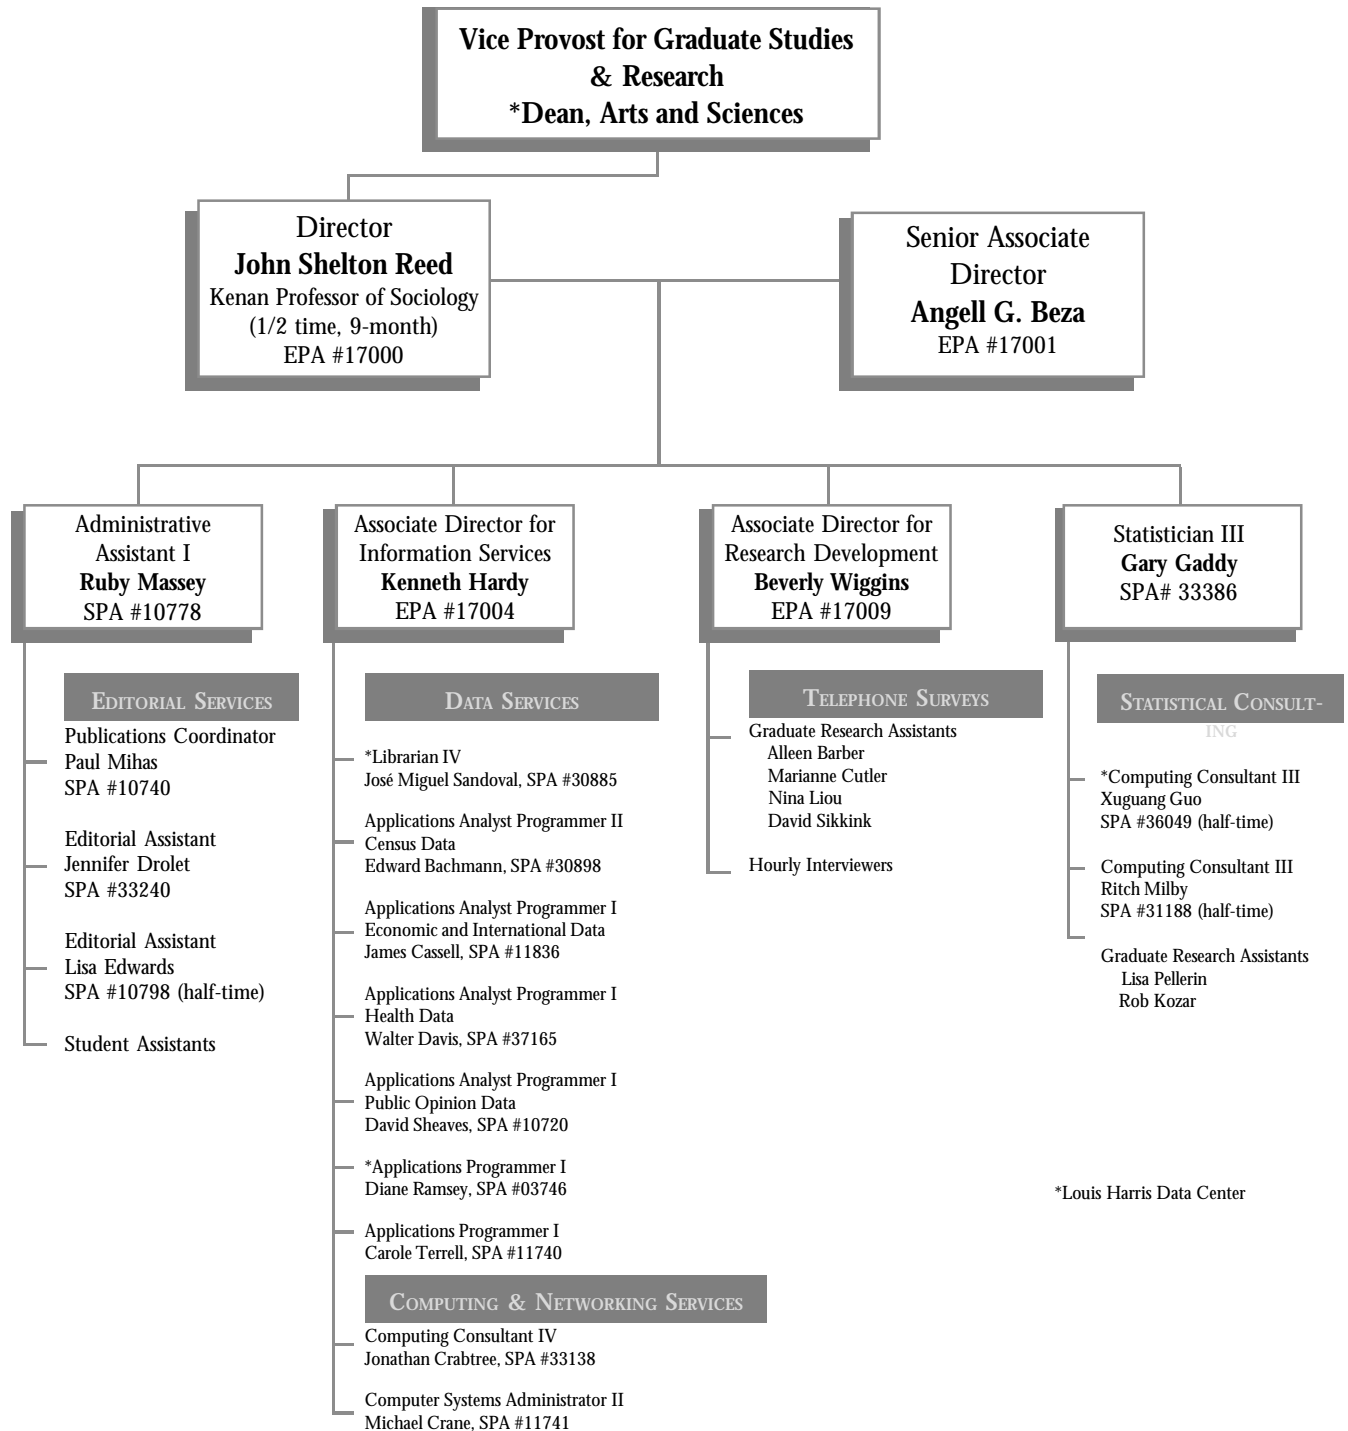 Vice Provost for Graduate Studies
& Research
*Dean, Arts and Sciences
Director
John Shelton Reed
Kenan Professor of Sociology
(1/2 time, 9-month)
EPA #17000
Senior Associate
Director
Angell G. Beza
EPA #17001
Administrative
Assistant I
Ruby Massey
SPA #10778
Associate Director for
Information Services
Kenneth Hardy
EPA #17004
Associate Director for
Research Development
Beverly Wiggins
EPA #17009
Statistician III
Gary Gaddy
SPA# 33386
EDITORIAL SERVICES
Publications Coordinator
Paul Mihas
SPA #10740
Editorial Assistant
Jennifer Drolet
SPA #33240
Editorial Assistant
Lisa Edwards
SPA #10798 (half-time)
Student Assistants
DATA SERVICES
*Librarian IV
José Miguel Sandoval, SPA #30885
Applications Analyst Programmer II
Census Data
Edward Bachmann, SPA #30898
Applications Analyst Programmer I
Economic and International Data
James Cassell, SPA #11836
Applications Analyst Programmer I
Health Data
Walter Davis, SPA #37165
Applications Analyst Programmer I
Public Opinion Data
David Sheaves, SPA #10720
*Applications Programmer I
Diane Ramsey, SPA #03746
Applications Programmer I
Carole Terrell, SPA #11740
COMPUTING & NETWORKING SERVICES
Computing Consultant IV
Jonathan Crabtree, SPA #33138
Computer Systems Administrator II
Michael Crane, SPA #11741
TELEPHONE SURVEYS
Graduate Research Assistants
Alleen Barber
Marianne Cutler
Nina Liou
David Sikkink
Hourly Interviewers
STATISTICAL CONSULT-
ING
*Computing Consultant III
Xuguang Guo
SPA #36049 (half-time)
Computing Consultant III
Ritch Milby
SPA #31188 (half-time)
Graduate Research Assistants
Lisa Pellerin
Rob Kozar
*Louis Harris Data Center